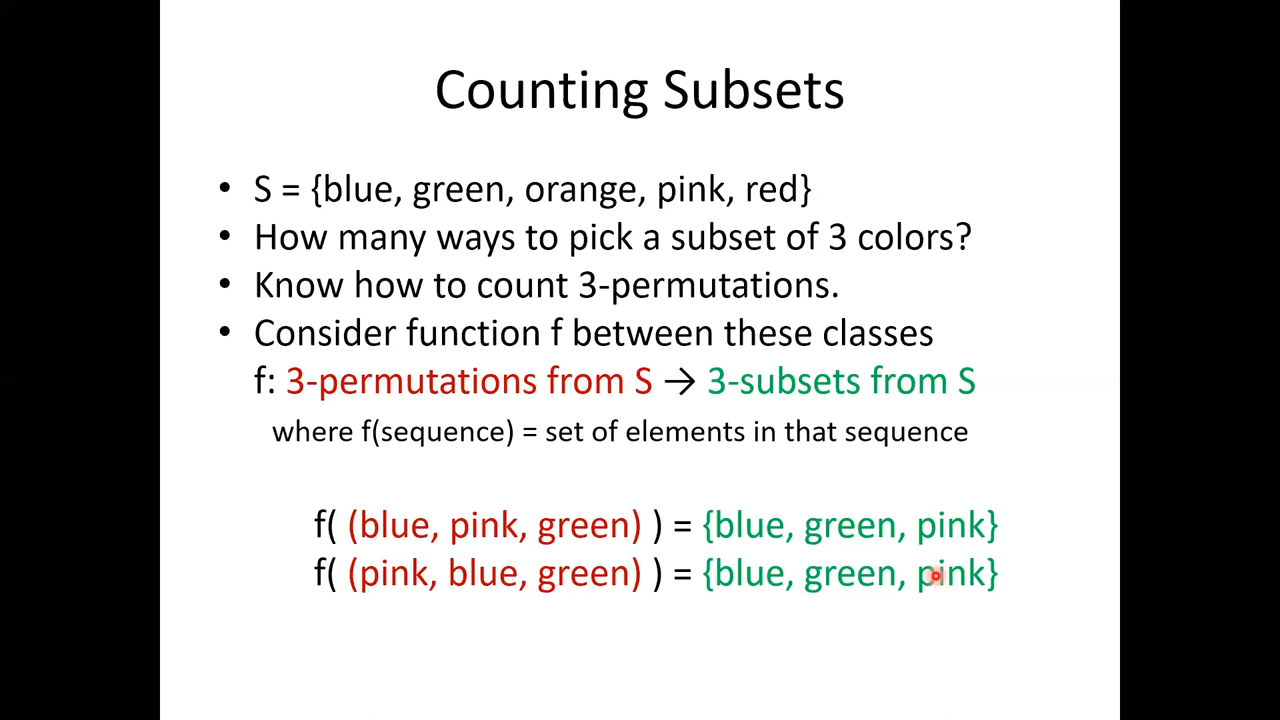 Counting Subsets
• S = {blue, green, orange, pink, red}
• How many ways to pick a subset of 3 colors?
• Know how to count 3-permutations.
• Consider function f between these classes
f: 3-permutations from S → 3-subsets from S
where f(sequence) = set of elements in that sequence
f( (blue, pink, green) ) = {blue, green, pink}
f( (pink, blue, green) ) = {blue, green, pink}